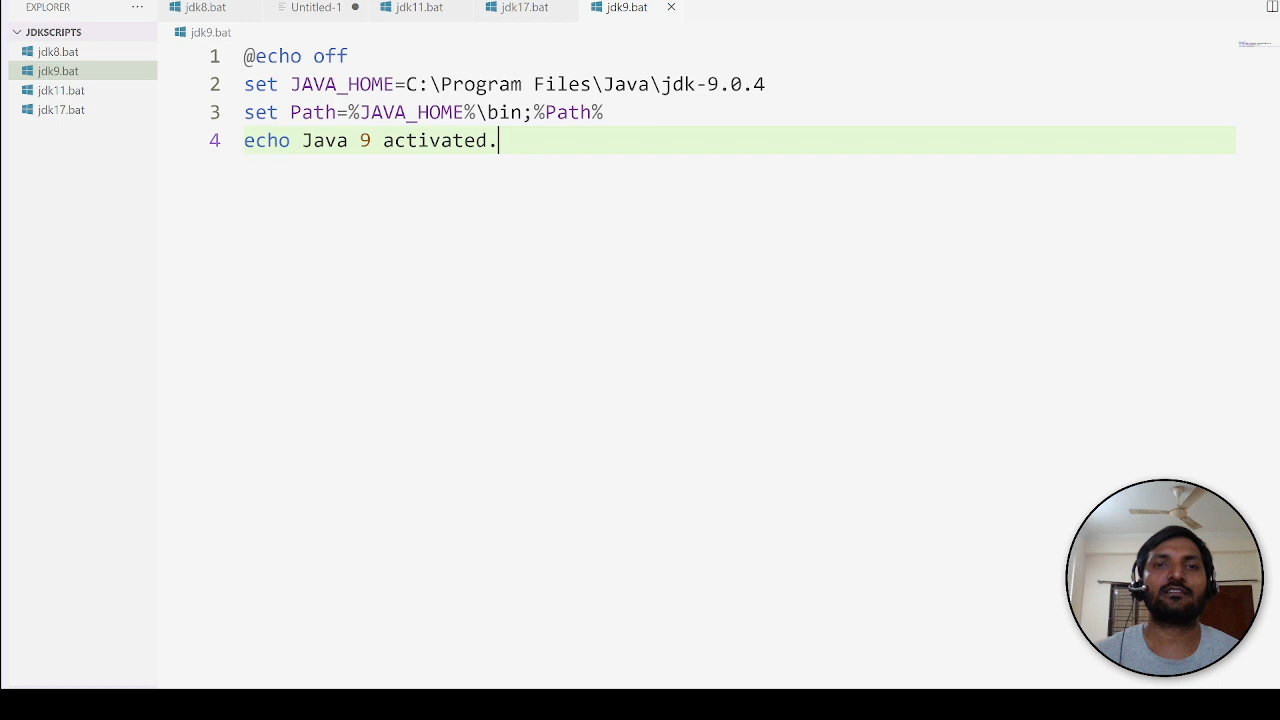 EXPLORER ...
jdk8.bat Untitled-1 jdk11.bat jdk17.bat jdk9.bat
JDKSCRIPTS
jdk8.bat
jdk9.bat
jdk11.bat
jdk17.bat
jdk9.bat
1 @echo off
2 set JAVA_HOME=C:\Program Files\Java\jdk-9.0.4
3 set Path=%JAVA_HOME%\bin;%Path%
4 echo Java 9 activated.